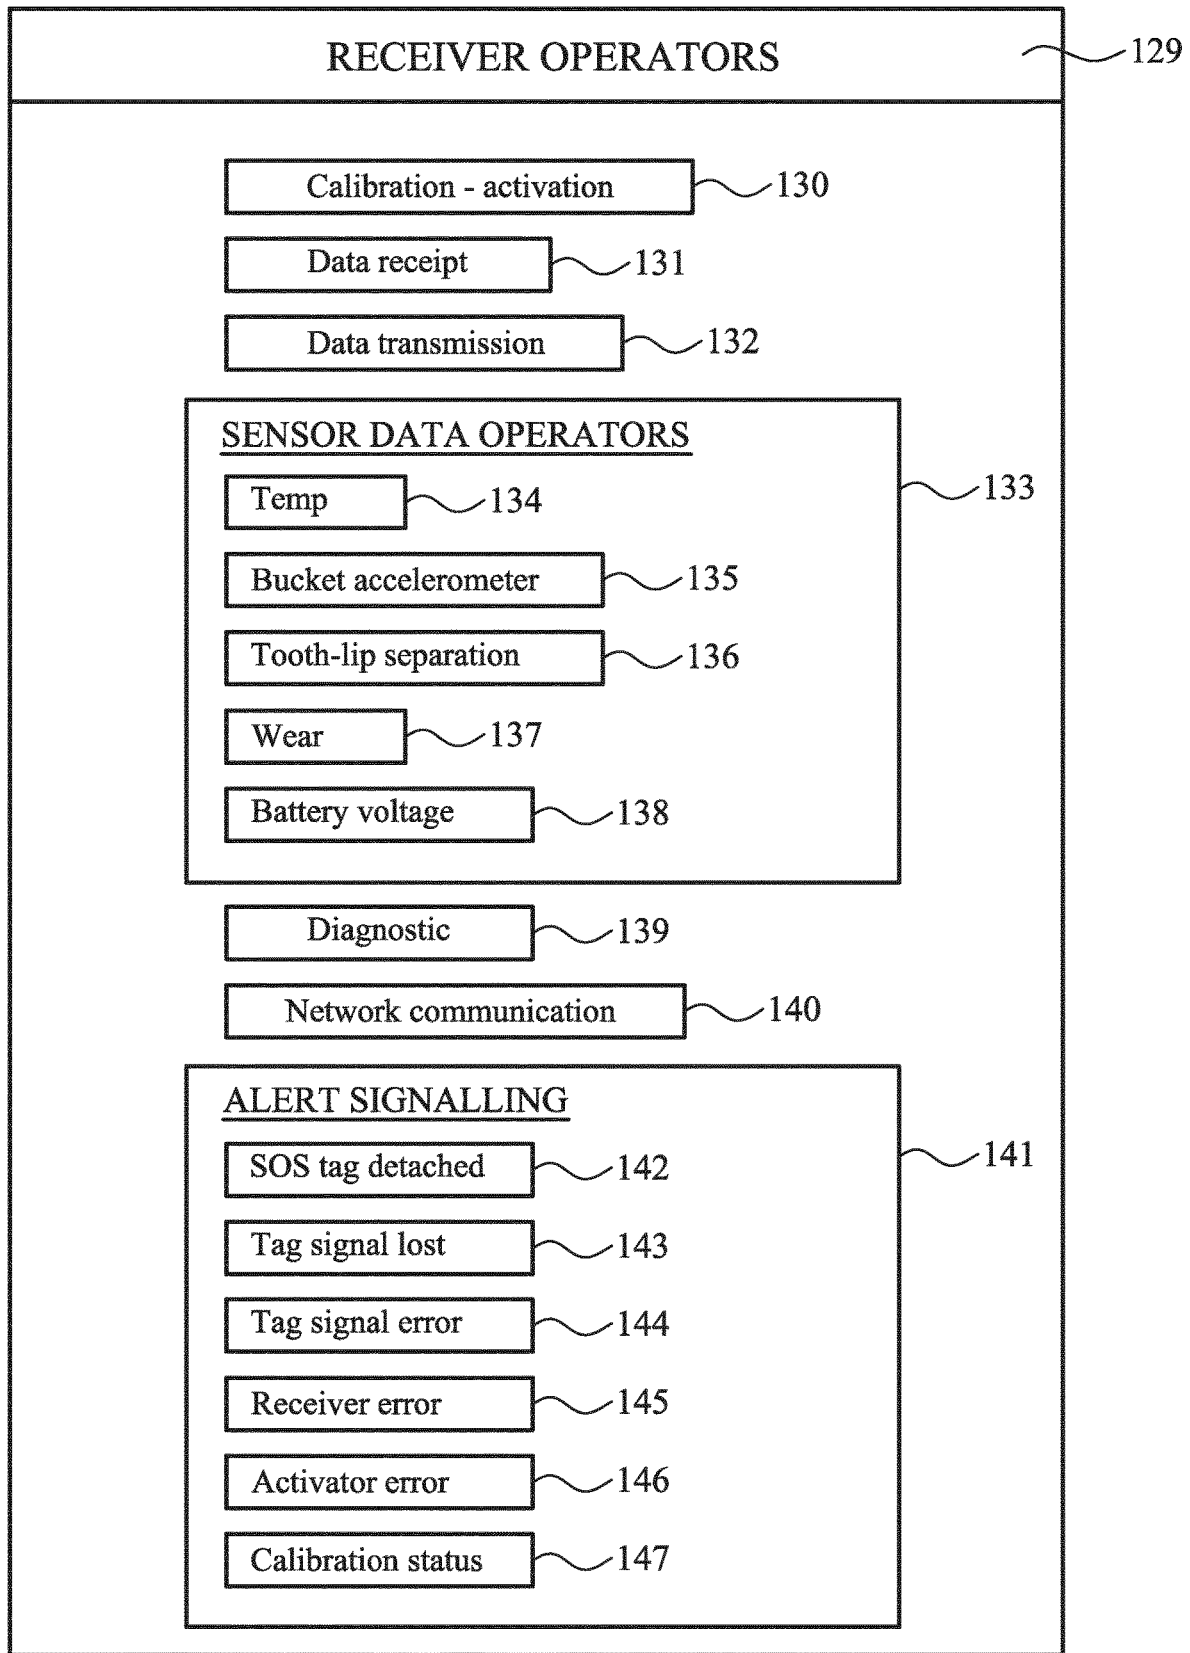 RECEIVER OPERATORS 129
Calibration - activation 130
Data receipt 131
Data transmission 132
SENSOR DATA OPERATORS 133
Temp 134
Bucket accelerometer 135
Tooth-lip separation 136
Wear 137
Battery voltage 138
Diagnostic 139
Network communication 140
ALERT SIGNALLING 141
SOS tag detached 142
Tag signal lost 143
Tag signal error 144
Receiver error 145
Activator error 146
Calibration status 147